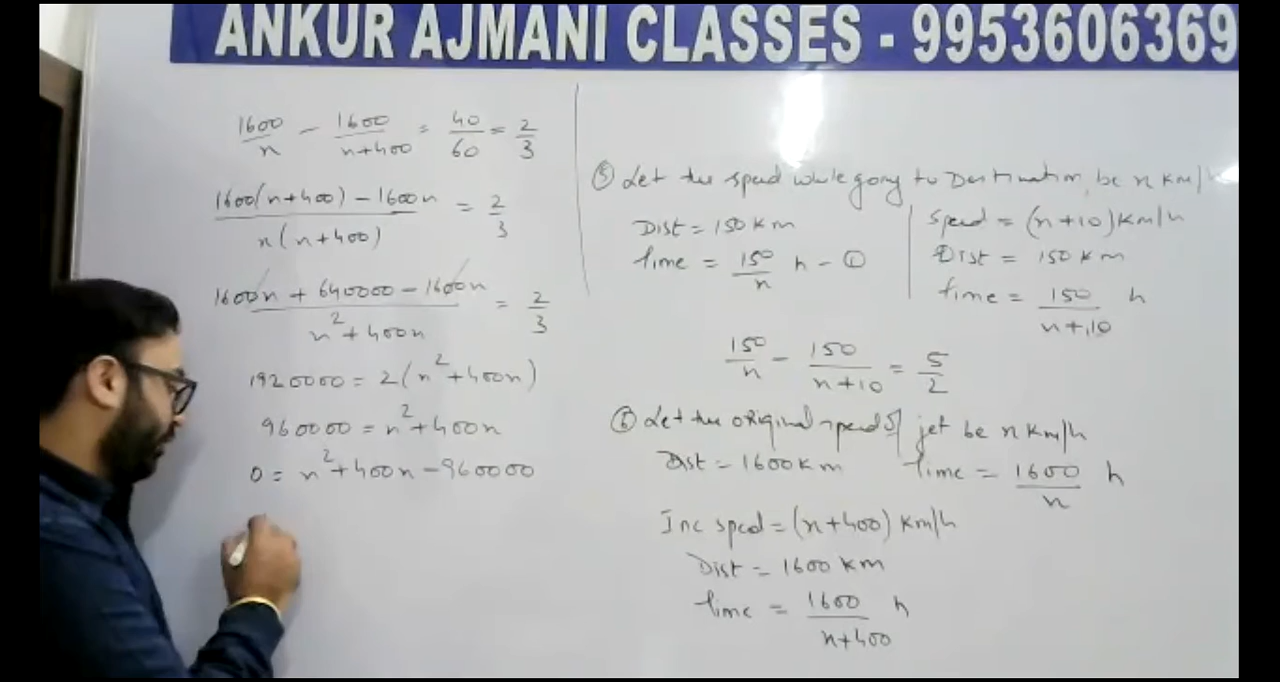 ANKUR AJMANI CLASSES - 9953606369
1600/n - 1600/n+400 = 40/60 = 2/3
1600(n+400) - 1600n / n(n+400) = 2/3
1600n + 640000 - 1600n / n²+400n = 2/3
1920000 = 2(n²+400n)
960000 = n²+400n
0 = n²+400n-960000
⑤ Let the speed while going to Destination, be n Km/h
Dist = 150 Km
Time = 150/n h - ①
Speed = (n+10) Km/h
Dist = 150 Km
Time = 150/n+10 h
150/n - 150/n+10 = 5/2
⑥ Let the original speed of jet be n Km/h
Dist = 1600 Km
Time = 1600/n h
Inc sped = (n+400) Km/h
Dist = 1600 Km
Time = 1600/n+400 h